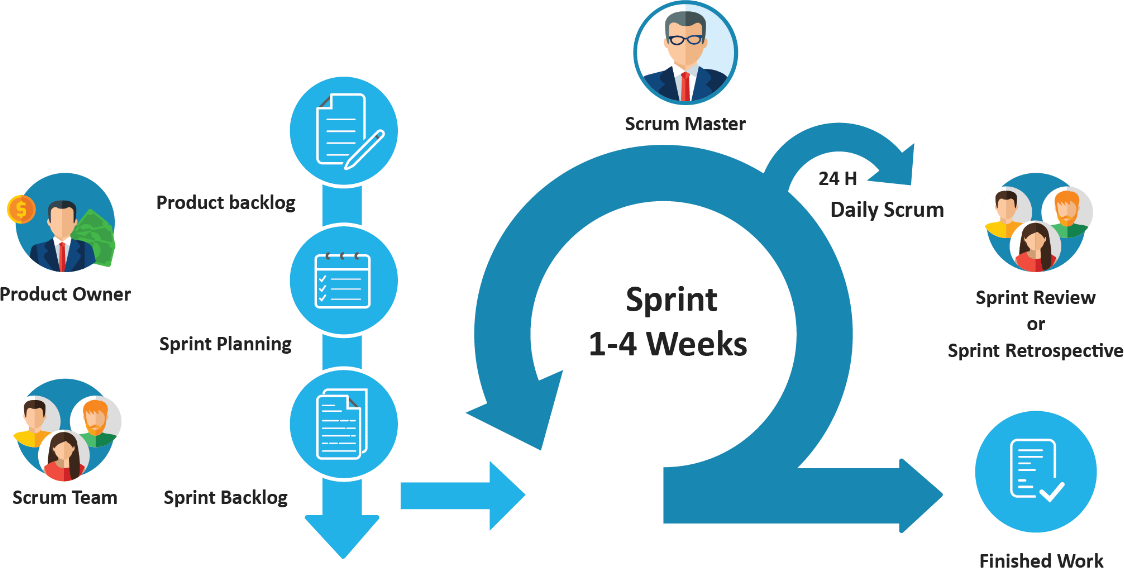 Scrum Master
Product backlog
24 H
Daily Scrum
Product Owner
Sprint
1-4 Weeks
Sprint Review
or
Sprint Retrospective
Sprint Planning
Scrum Team
Sprint Backlog
Finished Work
$